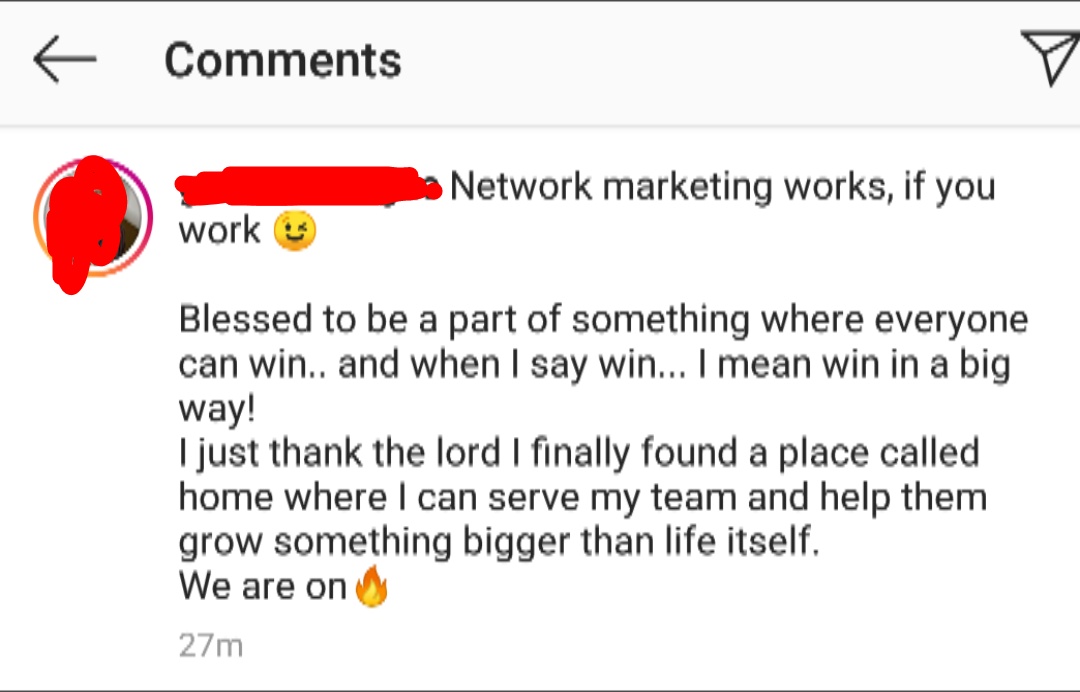 Comments
Network marketing works, if you
work 😉
Blessed to be a part of something where everyone
can win.. and when I say win... I mean win in a big
way!
I just thank the lord I finally found a place called
home where I can serve my team and help them
grow something bigger than life itself.
We are on🔥
27m